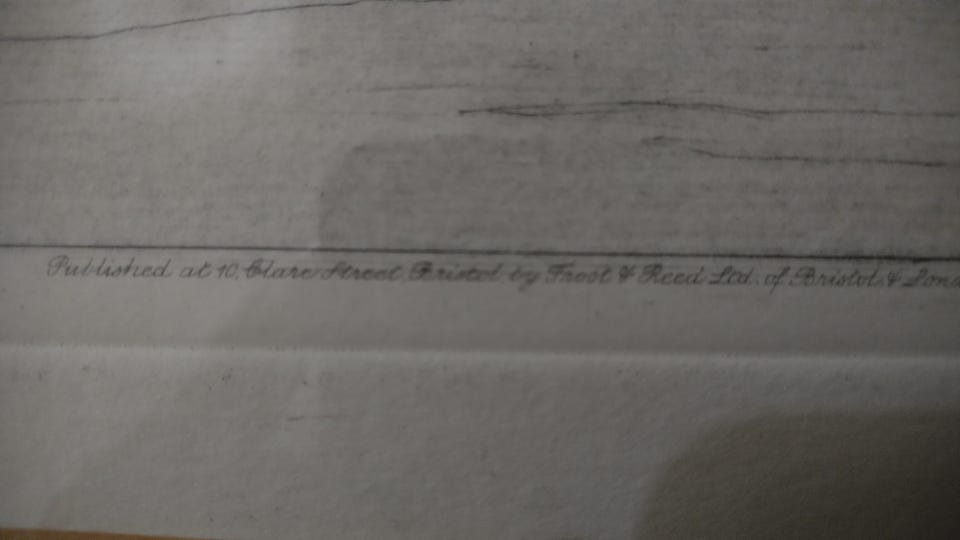 Published at 10, Clare Street Bristol by Frost & Reed Ltd. of Bristol & Lond